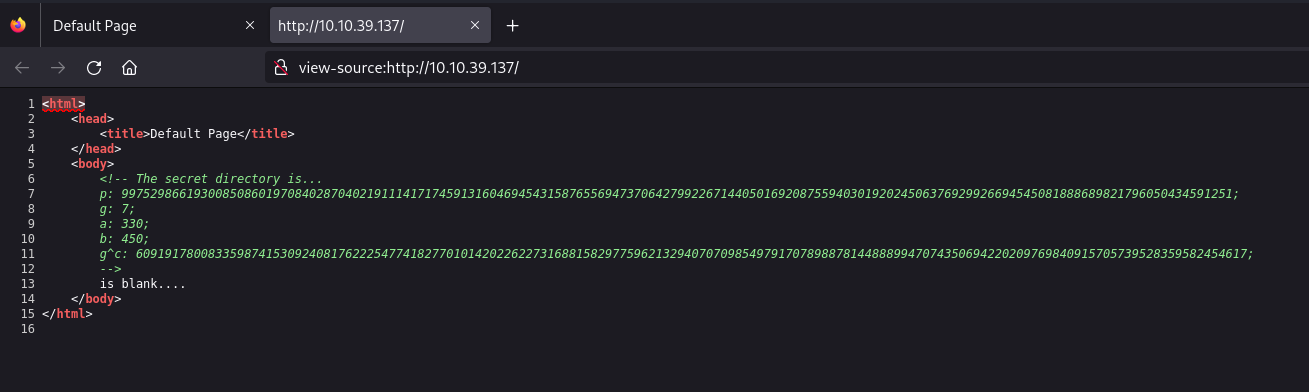 Default Page
http://10.10.39.137/
view-source:http://10.10.39.137/
1 <html>
2 <head>
3 <title>Default Page</title>
4 </head>
5 <body>
6 <!-- The secret directory is...
7 p: 9975298661930085086019708402870402191114171745913160469454315876556947370642799226714405016920875594030192024506376929926694545081888689821796050434591251;
8 g: 7;
9 a: 330;
10 b: 450;
11 g^c: 6091917800833598741530924081762225477418277010142022622731688158297759621329407070985497917078988781448889947074350694220209769840915705739528359582454617;
12 -->
13 is blank....
14 </body>
15 </html>
16